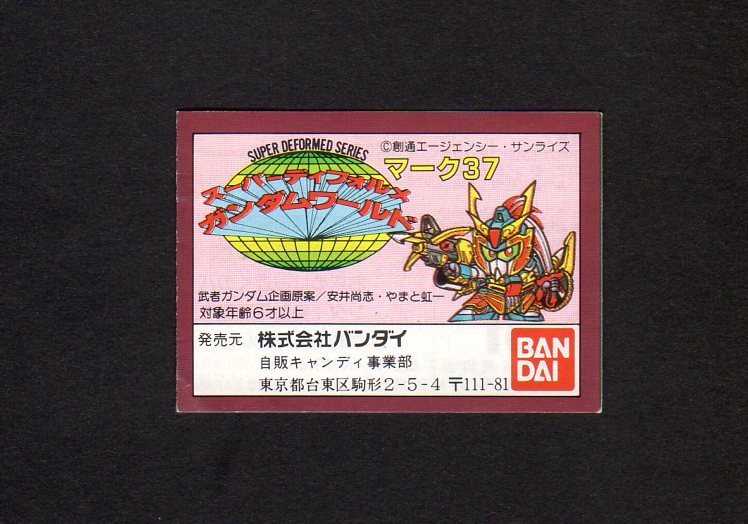 SUPER DEFORMED SERIES
スーパーディフォルメ
ガンダムワールド
©創通エージェンシー・サンライズ
マーク37
武者ガンダム企画原案／安井尚志・やまと虹一
対象年齢6才以上
発売元 株式会社バンダイ
自販キャンディ事業部
東京都台東区駒形2-5-4 〒111-81
BAN
DAI